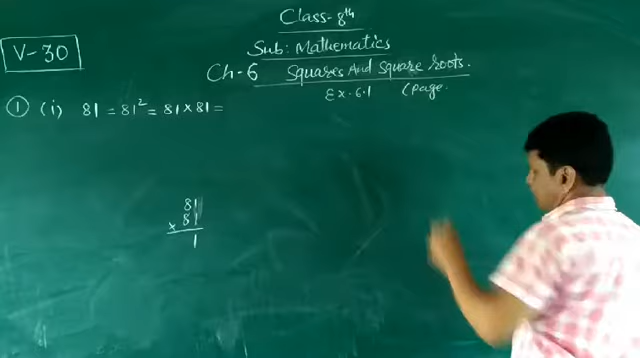 Class-8th
V-30
Sub: Mathematics
Ch-6 Squares And Square roots.
Ex. 6.1 (page.
① (i) 81 = 81² = 81 × 81 =
81
× 81
1